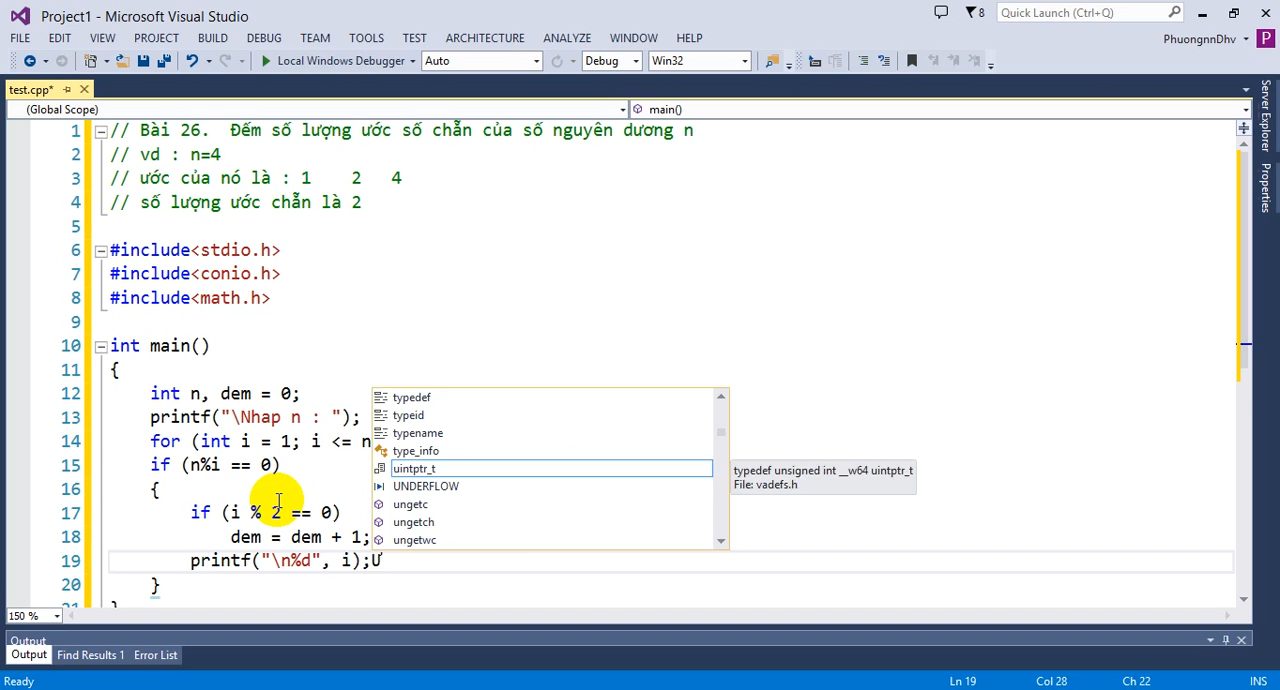 Project1 - Microsoft Visual Studio
8
Quick Launch (Ctrl+Q)
FILE EDIT VIEW PROJECT BUILD DEBUG TEAM TOOLS TEST ARCHITECTURE ANALYZE WINDOW HELP
PhuongnnDhv P
Local Windows Debugger Auto Debug Win32
test.cpp*
(Global Scope) main()
1 // Bài 26. Đếm số lượng ước số chẵn của số nguyên dương n
2 // vd : n=4
3 // ước của nó là : 1 2 4
4 // số lượng ước chẵn là 2
5
6 #include<stdio.h>
7 #include<conio.h>
8 #include<math.h>
9
10 int main()
11 {
12 int n, dem = 0;
13 printf("\Nhap n : ");
14 for (int i = 1; i <= n
15 if (n%i == 0)
16 {
17 if (i % 2 == 0)
18 dem = dem + 1;
19 printf("\n%d", i);Ư
20 }
21 }
typedef
typeid
typename
type_info
uintptr_t
UNDERFLOW
ungetc
ungetch
ungetwc
typedef unsigned int __w64 uintptr_t
File: vadefs.h
Server Explorer
Properties
150 %
Output
Output Find Results 1 Error List
Ready Ln 19 Col 28 Ch 22 INS